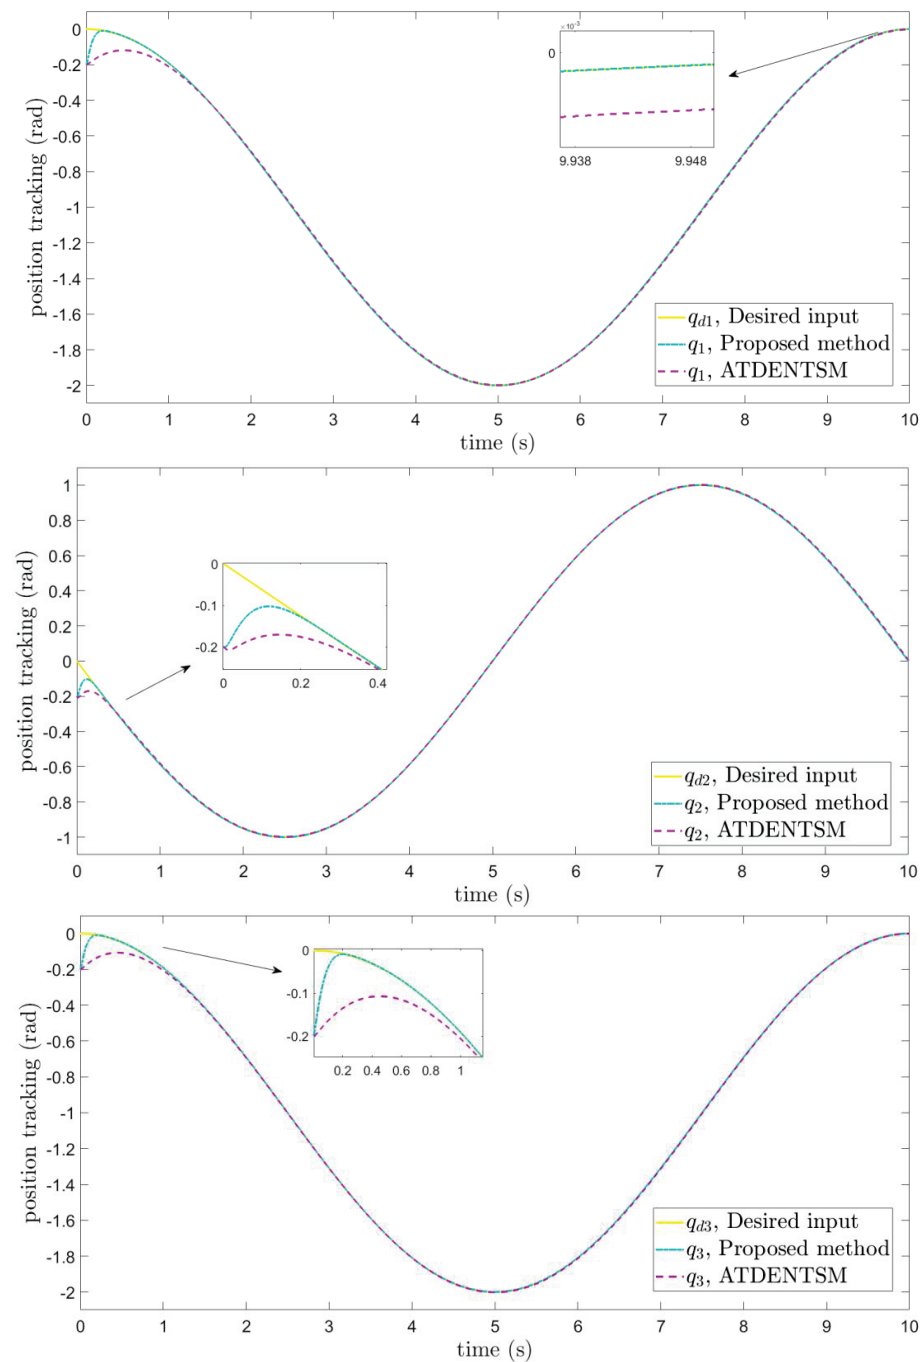 0
-0.2
-0.4
-0.6
-0.8
-1
-1.2
-1.4
-1.6
-1.8
-2
position tracking (rad)
×10⁻³
0
9.938 9.948
q_{d1}, Desired input
q_1, Proposed method
q_1, ATDENTSM
0 1 2 3 4 5 6 7 8 9 10
time (s)
1
0.8
0.6
0.4
0.2
0
-0.2
-0.4
-0.6
-0.8
-1
position tracking (rad)
0
-0.1
-0.2
0 0.2 0.4
q_{d2}, Desired input
q_2, Proposed method
q_2, ATDENTSM
0 1 2 3 4 5 6 7 8 9 10
time (s)
0
-0.2
-0.4
-0.6
-0.8
-1
-1.2
-1.4
-1.6
-1.8
-2
position tracking (rad)
0
-0.1
-0.2
0.2 0.4 0.6 0.8 1
q_{d3}, Desired input
q_3, Proposed method
q_3, ATDENTSM
0 1 2 3 4 5 6 7 8 9 10
time (s)